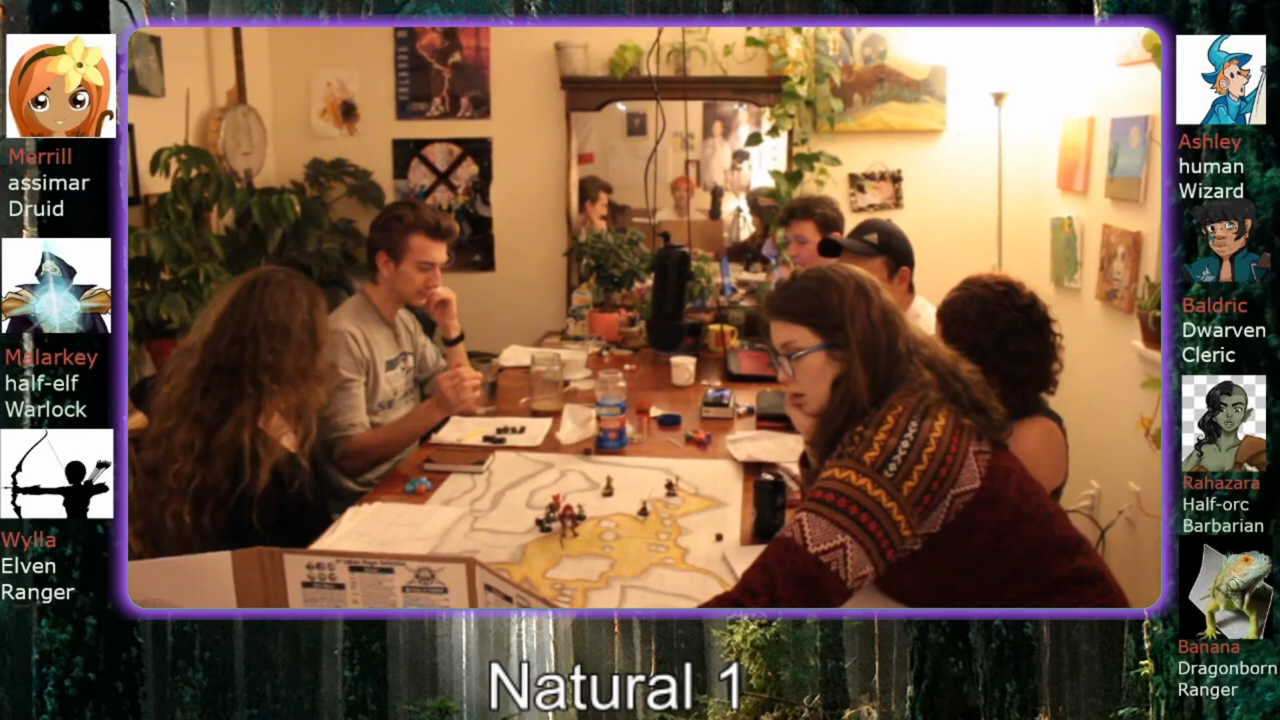 Merrill
assimar
Druid
Malarkey
half-elf
Warlock
Wylla
Elven
Ranger
Ashley
human
Wizard
Baldric
Dwarven
Cleric
Rahazara
Half-orc
Barbarian
Banana
Dragonborn
Ranger
Natural 1